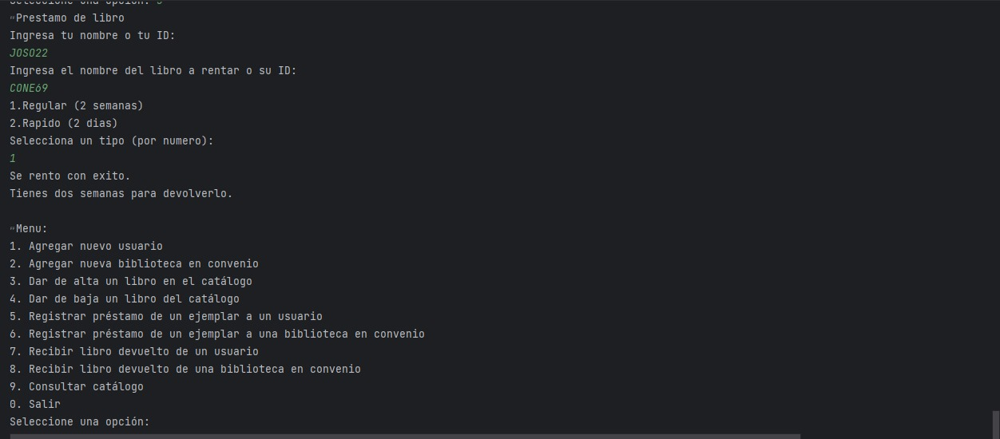 Seleccione una opción: 5
Prestamo de libro
Ingresa tu nombre o tu ID:
JOSO22
Ingresa el nombre del libro a rentar o su ID:
CONE69
1.Regular (2 semanas)
2.Rapido (2 dias)
Selecciona un tipo (por numero):
1
Se rento con exito.
Tienes dos semanas para devolverlo.
Menu:
1. Agregar nuevo usuario
2. Agregar nueva biblioteca en convenio
3. Dar de alta un libro en el catálogo
4. Dar de baja un libro del catálogo
5. Registrar préstamo de un ejemplar a un usuario
6. Registrar préstamo de un ejemplar a una biblioteca en convenio
7. Recibir libro devuelto de un usuario
8. Recibir libro devuelto de una biblioteca en convenio
9. Consultar catálogo
0. Salir
Seleccione una opción: